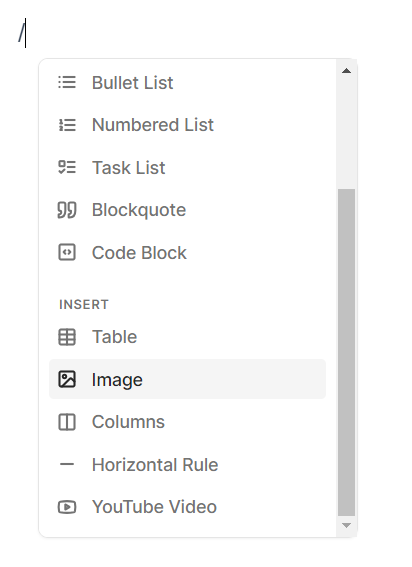 /
Bullet List
Numbered List
Task List
Blockquote
Code Block
INSERT
Table
Image
Columns
Horizontal Rule
YouTube Video